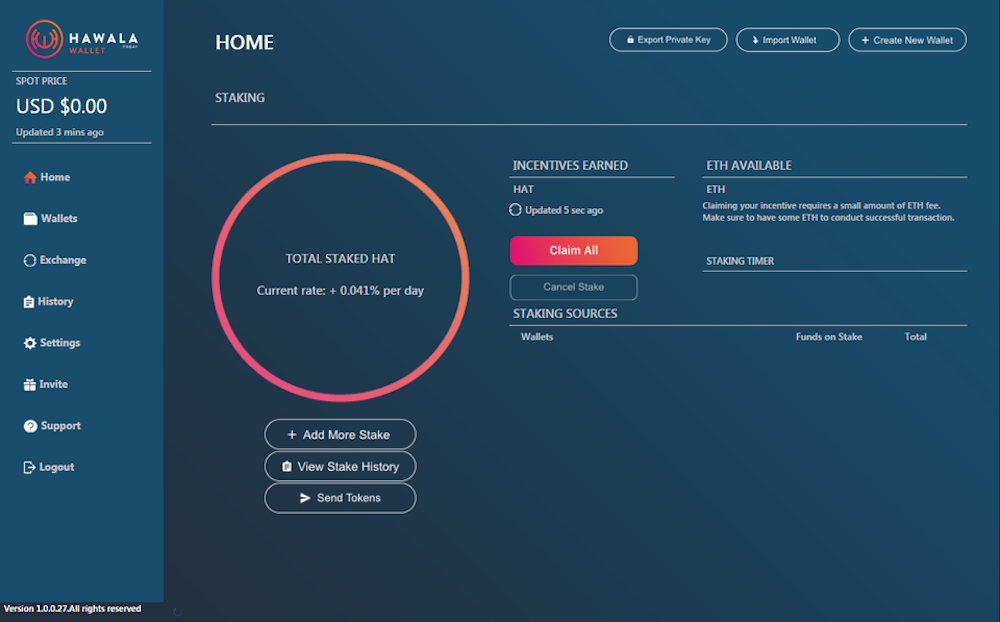 HAWALA
WALLET
TODAY
SPOT PRICE
USD $0.00
Updated 3 mins ago
Home
Wallets
Exchange
History
Settings
Invite
Support
Logout
Version 1.0.0.27.All rights reserved
HOME
Export Private Key
Import Wallet
+ Create New Wallet
STAKING
TOTAL STAKED HAT
Current rate: + 0.041% per day
+ Add More Stake
View Stake History
Send Tokens
INCENTIVES EARNED
HAT
Updated 5 sec ago
Claim All
Cancel Stake
ETH AVAILABLE
ETH
Claiming your incentive requires a small amount of ETH fee.
Make sure to have some ETH to conduct successful transaction.
STAKING TIMER
STAKING SOURCES
Wallets Funds on Stake Total